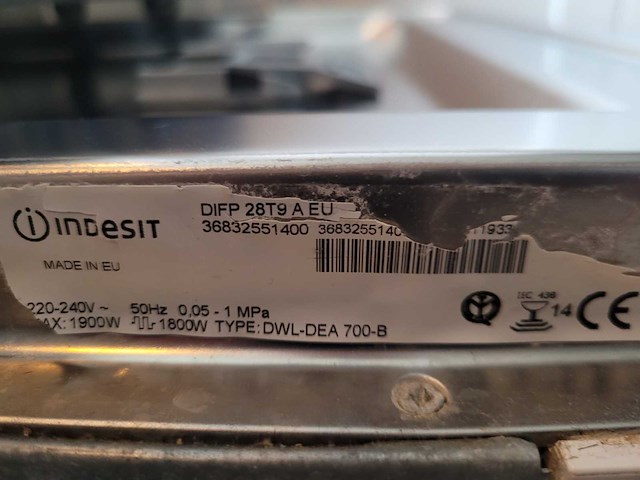 INDESIT
DIFP 28T9 A EU
36832551400 3683255140
11933
MADE IN EU
220-240V ~ 50Hz 0,05 - 1 MPa
AX: 1900W 1800W TYPE: DWL-DEA 700-B
IEC 436
14 CE